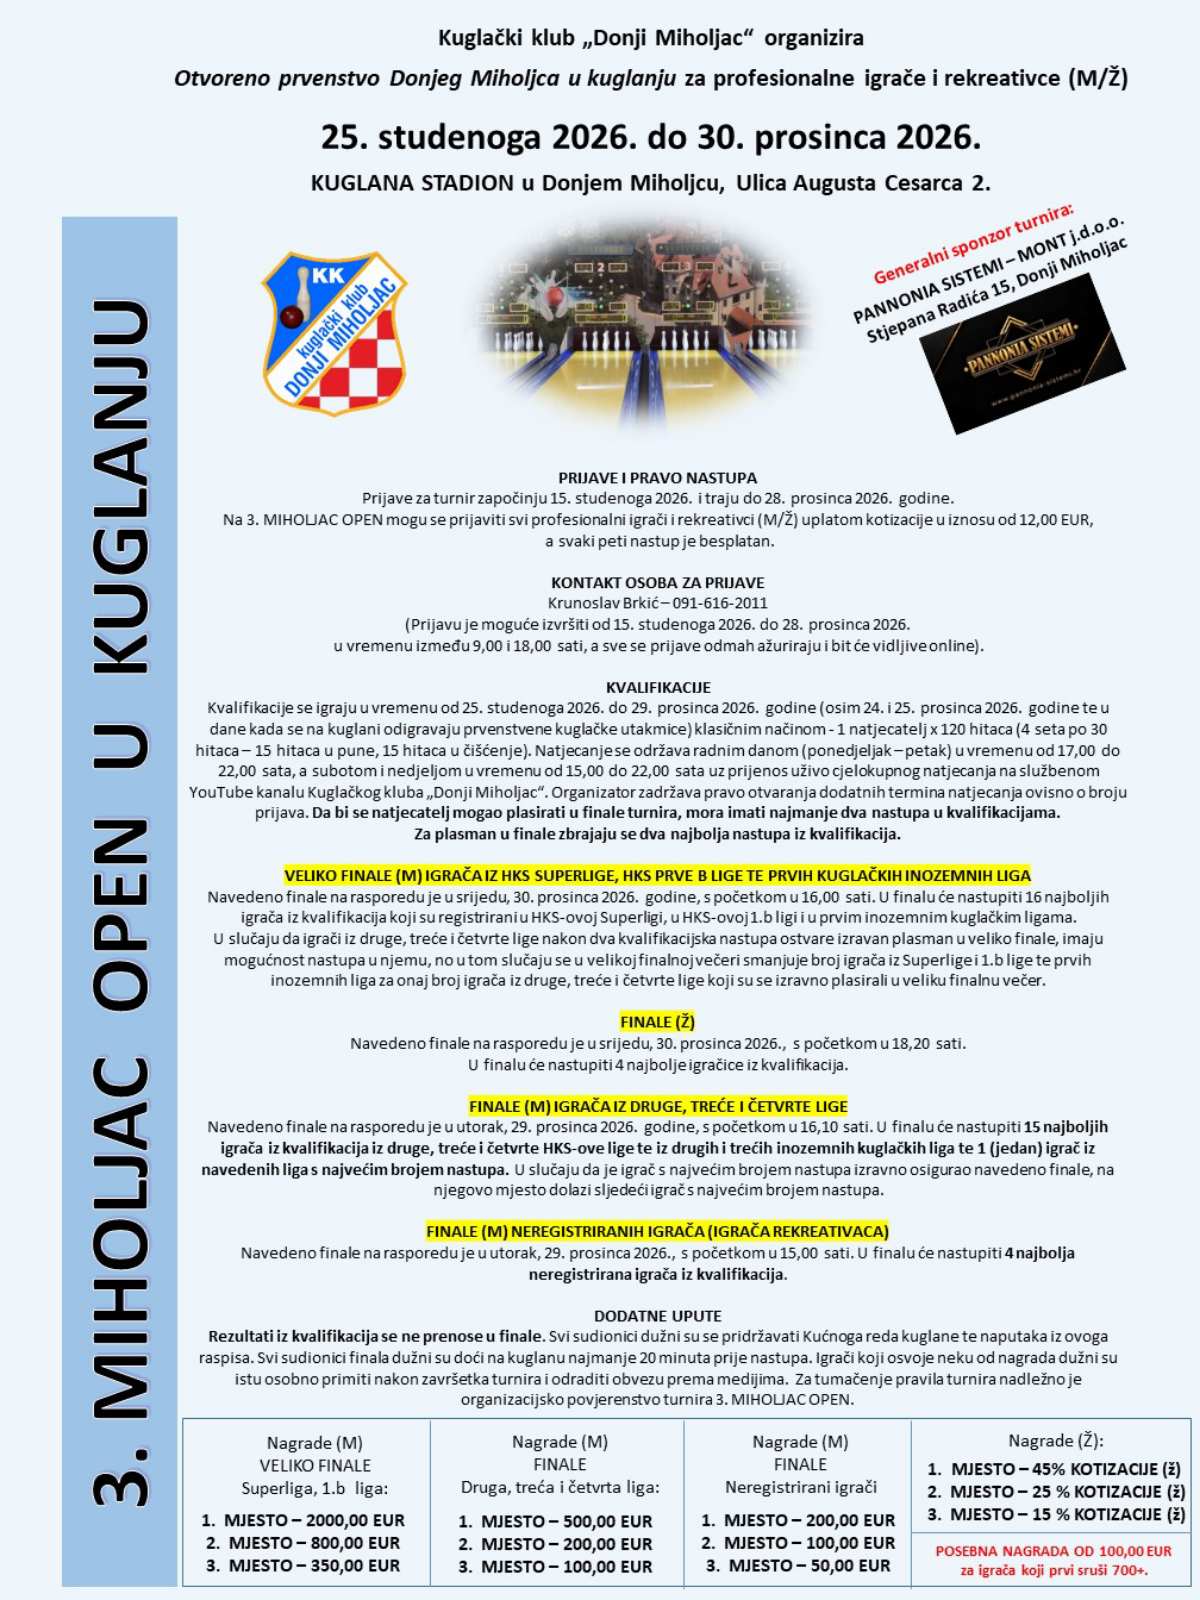 Kuglački klub „Donji Miholjac“ organizira
Otvoreno prvenstvo Donjeg Miholjca u kuglanju za profesionalne igrače i rekreativce (M/Ž)
25. studenoga 2026. do 30. prosinca 2026.
KUGLANA STADION u Donjem Miholjcu, Ulica Augusta Cesarca 2.
3. MIHOLJAC OPEN U KUGLANJU
KK
kuglački klub
DONJI MIHOLJAC
Generalni sponzor turnira:
PANNONIA SISTEMI – MONT j.d.o.o.
Stjepana Radića 15, Donji Miholjac
PANNONIA SISTEMI
www.pannonia-sistemi.hr
PRIJAVE I PRAVO NASTUPA
Prijave za turnir započinju 15. studenoga 2026. i traju do 28. prosinca 2026. godine.
Na 3. MIHOLJAC OPEN mogu se prijaviti svi profesionalni igrači i rekreativci (M/Ž) uplatom kotizacije u iznosu od 12,00 EUR,
a svaki peti nastup je besplatan.
KONTAKT OSOBA ZA PRIJAVE
Krunoslav Brkić – 091-616-2011
(Prijavu je moguće izvršiti od 15. studenoga 2026. do 28. prosinca 2026.
u vremenu između 9,00 i 18,00 sati, a sve se prijave odmah ažuriraju i bit će vidljive online).
KVALIFIKACIJE
Kvalifikacije se igraju u vremenu od 25. studenoga 2026. do 29. prosinca 2026. godine (osim 24. i 25. prosinca 2026. godine te u
dane kada se na kuglani odigravaju prvenstvene kuglačke utakmice) klasičnim načinom - 1 natjecatelj x 120 hitaca (4 seta po 30
hitaca – 15 hitaca u pune, 15 hitaca u čišćenje). Natjecanje se održava radnim danom (ponedjeljak – petak) u vremenu od 17,00 do
22,00 sata, a subotom i nedjeljom u vremenu od 15,00 do 22,00 sata uz prijenos uživo cjelokupnog natjecanja na službenom
YouTube kanalu Kuglačkog kluba „Donji Miholjac“. Organizator zadržava pravo otvaranja dodatnih termina natjecanja ovisno o broju
prijava. Da bi se natjecatelj mogao plasirati u finale turnira, mora imati najmanje dva nastupa u kvalifikacijama.
Za plasman u finale zbrajaju se dva najbolja nastupa iz kvalifikacija.
VELIKO FINALE (M) IGRAČA IZ HKS SUPERLIGE, HKS PRVE B LIGE TE PRVIH KUGLAČKIH INOZEMNIH LIGA
Navedeno finale na rasporedu je u srijedu, 30. prosinca 2026. godine, s početkom u 16,00 sati. U finalu će nastupiti 16 najboljih
igrača iz kvalifikacija koji su registrirani u HKS-ovoj Superligi, u HKS-ovoj 1.b ligi i u prvim inozemnim kuglačkim ligama.
U slučaju da igrači iz druge, treće i četvrte lige nakon dva kvalifikacijska nastupa ostvare izravan plasman u veliko finale, imaju
mogućnost nastupa u njemu, no u tom slučaju se u velikoj finalnoj večeri smanjuje broj igrača iz Superlige i 1.b lige te prvih
inozemnih liga za onaj broj igrača iz druge, treće i četvrte lige koji su se izravno plasirali u veliku finalnu večer.
FINALE (Ž)
Navedeno finale na rasporedu je u srijedu, 30. prosinca 2026., s početkom u 18,20 sati.
U finalu će nastupiti 4 najbolje igračice iz kvalifikacija.
FINALE (M) IGRAČA IZ DRUGE, TREĆE I ČETVRTE LIGE
Navedeno finale na rasporedu je u utorak, 29. prosinca 2026. godine, s početkom u 16,10 sati. U finalu će nastupiti 15 najboljih
igrača iz kvalifikacija iz druge, treće i četvrte HKS-ove lige te iz drugih i trećih inozemnih kuglačkih liga te 1 (jedan) igrač iz
navedenih liga s najvećim brojem nastupa. U slučaju da je igrač s najvećim brojem nastupa izravno osigurao navedeno finale, na
njegovo mjesto dolazi sljedeći igrač s najvećim brojem nastupa.
FINALE (M) NEREGISTRIRANIH IGRAČA (IGRAČA REKREATIVACA)
Navedeno finale na rasporedu je u utorak, 29. prosinca 2026., s početkom u 15,00 sati. U finalu će nastupiti 4 najbolja
neregistrirana igrača iz kvalifikacija.
DODATNE UPUTE
Rezultati iz kvalifikacija se ne prenose u finale. Svi sudionici dužni su se pridržavati Kućnoga reda kuglane te naputaka iz ovoga
raspisa. Svi sudionici finala dužni su doći na kuglanu najmanje 20 minuta prije nastupa. Igrači koji osvoje neku od nagrada dužni su
istu osobno primiti nakon završetka turnira i odraditi obvezu prema medijima. Za tumačenje pravila turnira nadležno je
organizacijsko povjerenstvo turnira 3. MIHOLJAC OPEN.
Nagrade (M)
VELIKO FINALE
Superliga, 1.b liga:
1. MJESTO – 2000,00 EUR
2. MJESTO – 800,00 EUR
3. MJESTO – 350,00 EUR
Nagrade (M)
FINALE
Druga, treća i četvrta liga:
1. MJESTO – 500,00 EUR
2. MJESTO – 200,00 EUR
3. MJESTO – 100,00 EUR
Nagrade (M)
FINALE
Neregistrirani igrači
1. MJESTO – 200,00 EUR
2. MJESTO – 100,00 EUR
3. MJESTO – 50,00 EUR
Nagrade (Ž):
1. MJESTO – 45% KOTIZACIJE (ž)
2. MJESTO – 25 % KOTIZACIJE (ž)
3. MJESTO – 15 % KOTIZACIJE (ž)
POSEBNA NAGRADA OD 100,00 EUR
za igrača koji prvi sruši 700+.